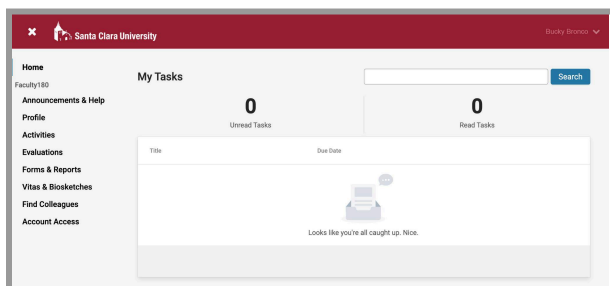 Santa Clara University
Bucky Bronco
Home
Faculty180
Announcements & Help
Profile
Activities
Evaluations
Forms & Reports
Vitas & Biosketches
Find Colleagues
Account Access
My Tasks
Search
0
Unread Tasks
0
Read Tasks
Title
Due Date
Looks like you're all caught up. Nice.